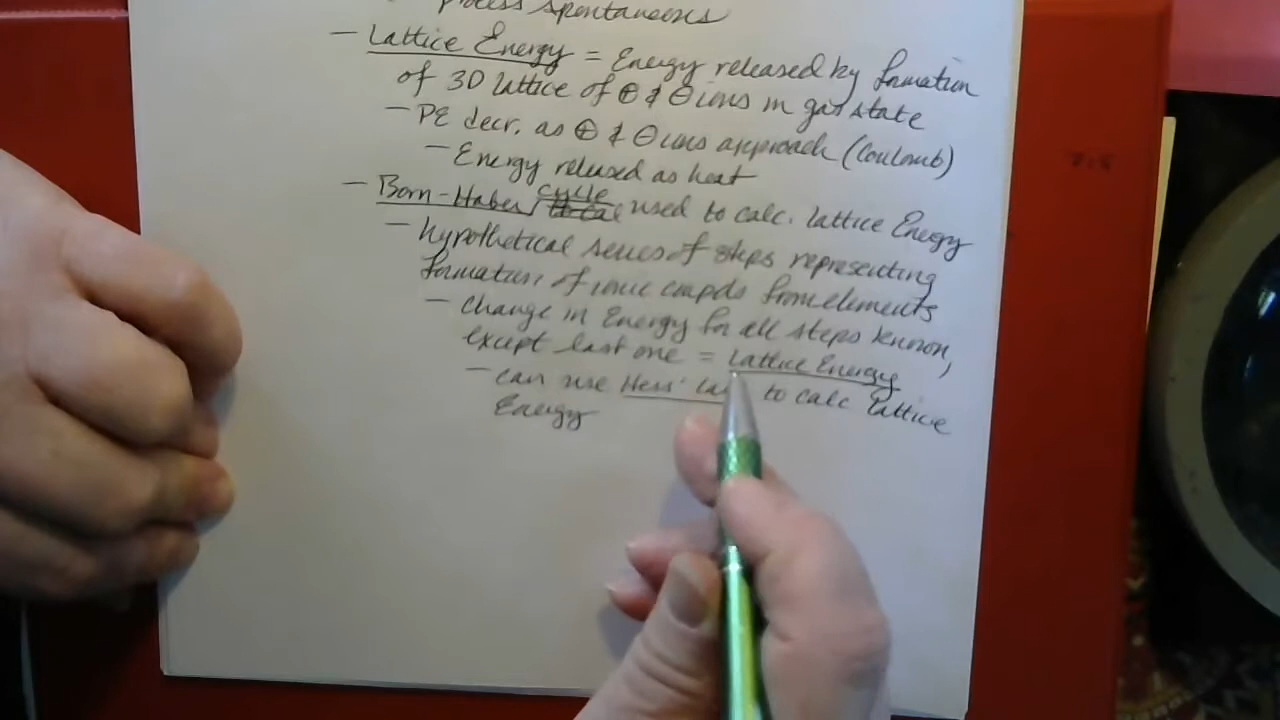 process spontaneous
- Lattice Energy = Energy released by formation
of 3D lattice of ⊕ & ⊖ ions in gas state
- PE decr. as ⊕ & ⊖ ions approach (Coulomb)
- Energy released as heat
- Born-Haber cycle used to calc. lattice Energy
- hypothetical series of steps representing
formation of ionic cmpds from elements
- change in Energy for all steps known,
except last one = Lattice Energy
- can use Hess' law to calc lattice
Energy